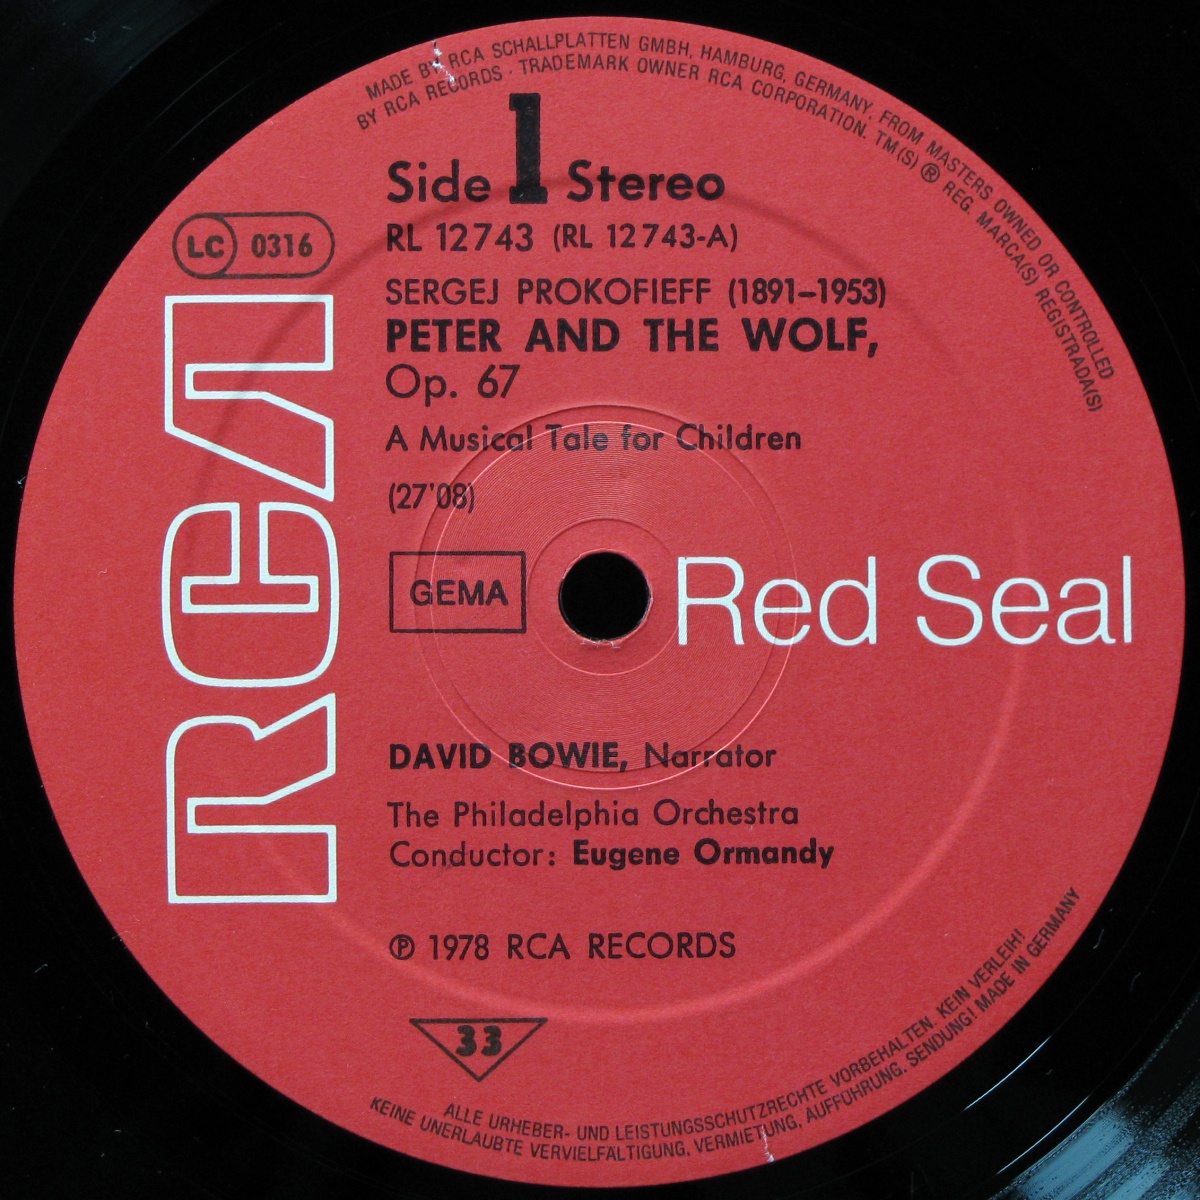 MADE BY RCA SCHALLPLATTEN GMBH, HAMBURG, GERMANY, FROM MASTERS OWNED OR CONTROLLED
BY RCA RECORDS · TRADEMARK OWNER RCA CORPORATION. TM(S) ® REG. MARCA(S) REGISTRADA(S)
Side 1 Stereo
RL 12743 (RL 12743-A)
LC 0316
SERGEJ PROKOFIEFF (1891–1953)
PETER AND THE WOLF,
Op. 67
A Musical Tale for Children
(27'08)
RCA
GEMA
Red Seal
DAVID BOWIE, Narrator
The Philadelphia Orchestra
Conductor: Eugene Ormandy
℗ 1978 RCA RECORDS
33
ALLE URHEBER- UND LEISTUNGSSCHUTZRECHTE VORBEHALTEN. KEIN VERLEIH!
KEINE UNERLAUBTE VERVIELFÄLTIGUNG, VERMIETUNG, AUFFÜHRUNG, SENDUNG! MADE IN GERMANY